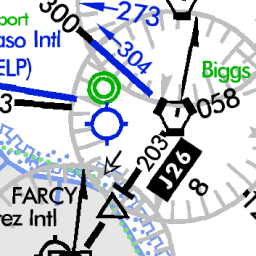 port
300
273
aso Intl
304
ELP)
Biggs
3
058
203
J26
8
FARCY
rez Intl